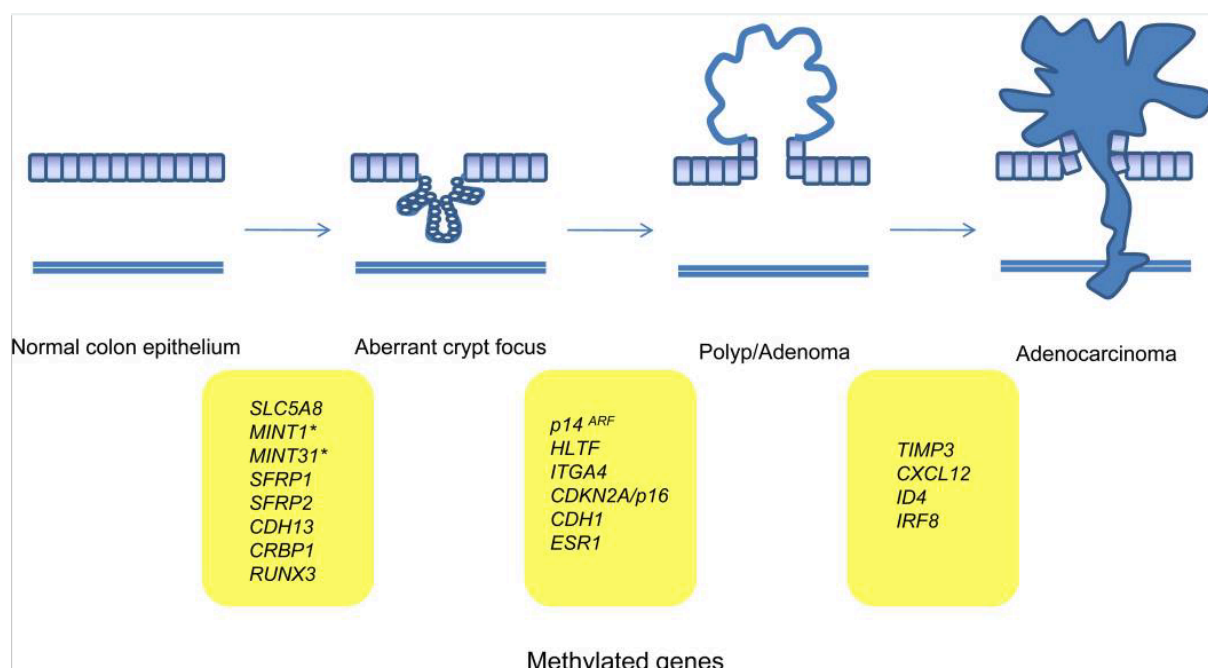 Normal colon epithelium
Aberrant crypt focus
Polyp/Adenoma
Adenocarcinoma
SLC5A8
MINT1*
MINT31*
SFRP1
SFRP2
CDH13
CRBP1
RUNX3
p14 ARF
HLTF
ITGA4
CDKN2A/p16
CDH1
ESR1
TIMP3
CXCL12
ID4
IRF8
Methylated genes